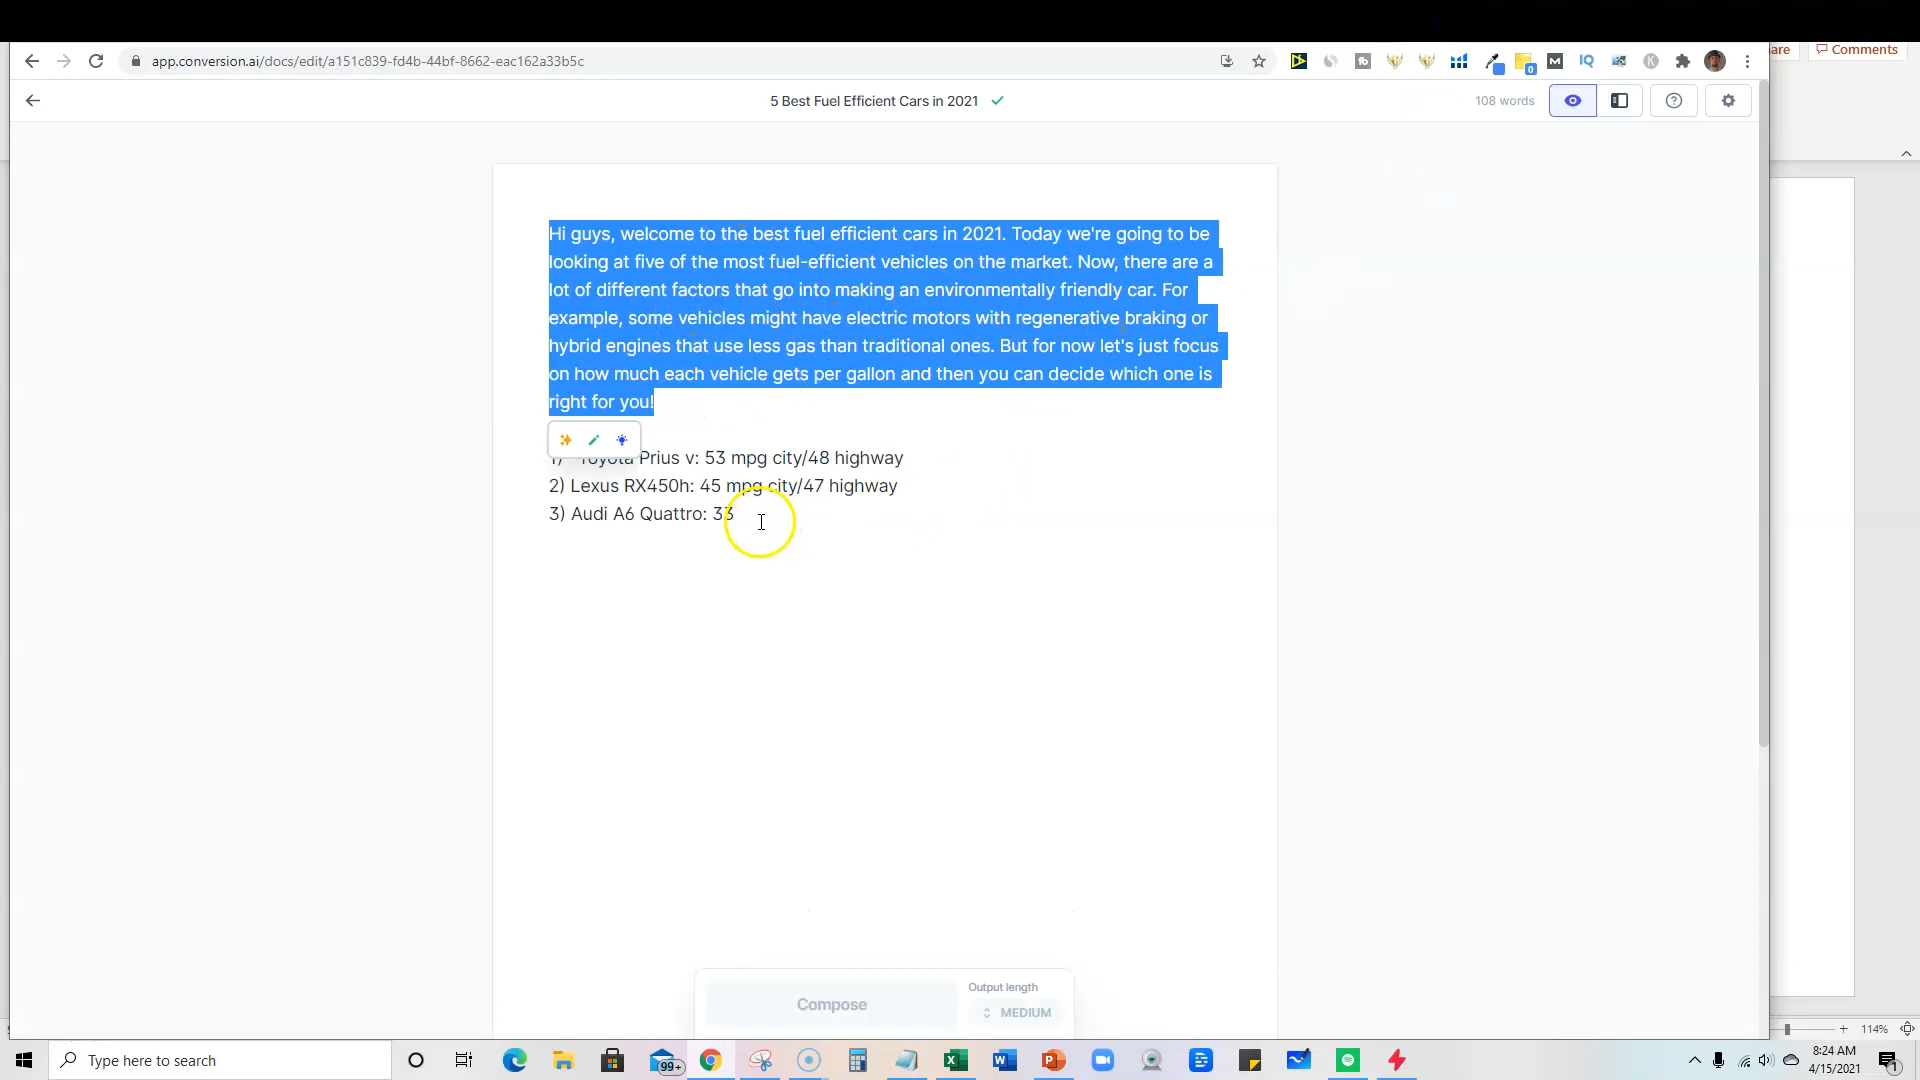 are
Comments
app.conversion.ai/docs/edit/a151c839-fd4b-44bf-8662-eac162a33b5c
5 Best Fuel Efficient Cars in 2021
108 words
Hi guys, welcome to the best fuel efficient cars in 2021. Today we're going to be
looking at five of the most fuel-efficient vehicles on the market. Now, there are a
lot of different factors that go into making an environmentally friendly car. For
example, some vehicles might have electric motors with regenerative braking or
hybrid engines that use less gas than traditional ones. But for now let's just focus
on how much each vehicle gets per gallon and then you can decide which one is
right for you!
1) Toyota Prius v: 53 mpg city/48 highway
2) Lexus RX450h: 45 mpg city/47 highway
3) Audi A6 Quattro: 33
Compose
Output length
MEDIUM
114%
Type here to search
99+
8:24 AM
4/15/2021